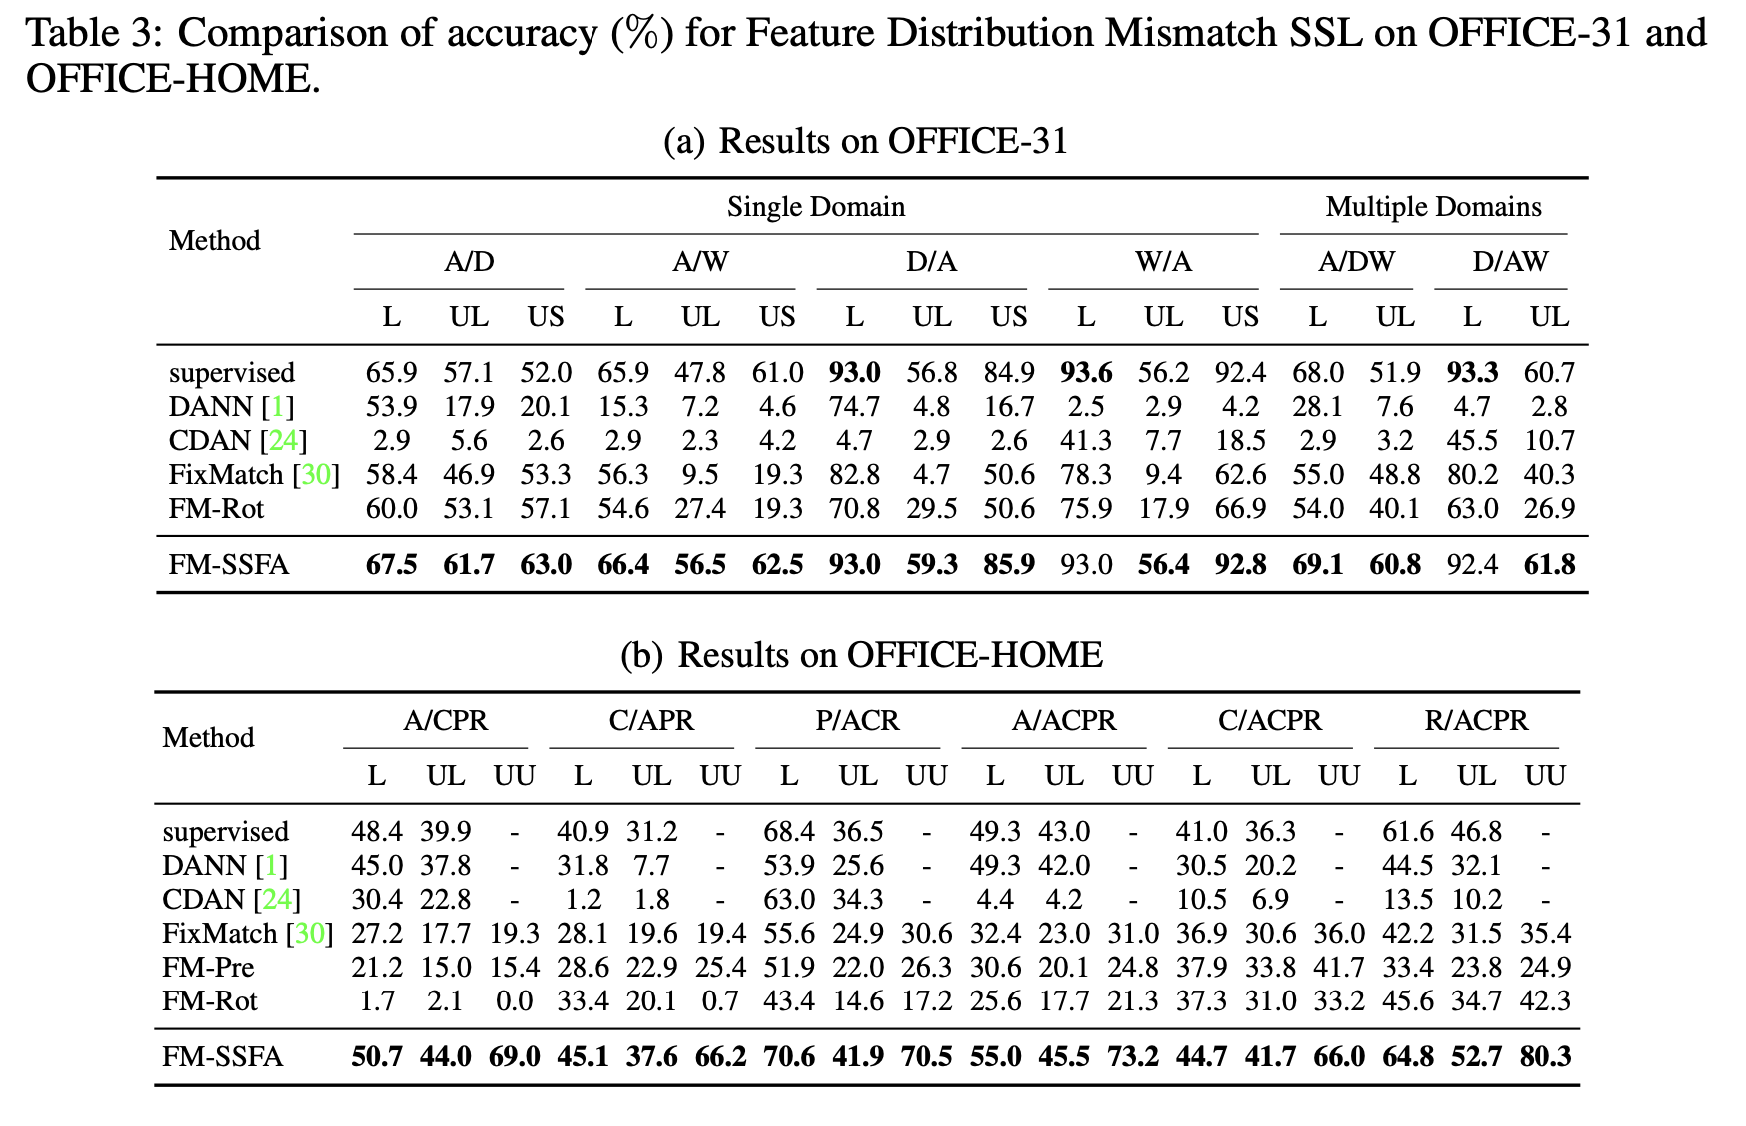 Table 3: Comparison of accuracy (%) for Feature Distribution Mismatch SSL on OFFICE-31 and
OFFICE-HOME.
(a) Results on OFFICE-31
Single Domain Multiple Domains
Method
A/D A/W D/A W/A A/DW D/AW
L UL US L UL US L UL US L UL US L UL L UL
supervised 65.9 57.1 52.0 65.9 47.8 61.0 93.0 56.8 84.9 93.6 56.2 92.4 68.0 51.9 93.3 60.7
DANN [1] 53.9 17.9 20.1 15.3 7.2 4.6 74.7 4.8 16.7 2.5 2.9 4.2 28.1 7.6 4.7 2.8
CDAN [24] 2.9 5.6 2.6 2.9 2.3 4.2 4.7 2.9 2.6 41.3 7.7 18.5 2.9 3.2 45.5 10.7
FixMatch [30] 58.4 46.9 53.3 56.3 9.5 19.3 82.8 4.7 50.6 78.3 9.4 62.6 55.0 48.8 80.2 40.3
FM-Rot 60.0 53.1 57.1 54.6 27.4 19.3 70.8 29.5 50.6 75.9 17.9 66.9 54.0 40.1 63.0 26.9
FM-SSFA 67.5 61.7 63.0 66.4 56.5 62.5 93.0 59.3 85.9 93.0 56.4 92.8 69.1 60.8 92.4 61.8
(b) Results on OFFICE-HOME
A/CPR C/APR P/ACR A/ACPR C/ACPR R/ACPR
Method
L UL UU L UL UU L UL UU L UL UU L UL UU L UL UU
supervised 48.4 39.9 - 40.9 31.2 - 68.4 36.5 - 49.3 43.0 - 41.0 36.3 - 61.6 46.8 -
DANN [1] 45.0 37.8 - 31.8 7.7 - 53.9 25.6 - 49.3 42.0 - 30.5 20.2 - 44.5 32.1 -
CDAN [24] 30.4 22.8 - 1.2 1.8 - 63.0 34.3 - 4.4 4.2 - 10.5 6.9 - 13.5 10.2 -
FixMatch [30] 27.2 17.7 19.3 28.1 19.6 19.4 55.6 24.9 30.6 32.4 23.0 31.0 36.9 30.6 36.0 42.2 31.5 35.4
FM-Pre 21.2 15.0 15.4 28.6 22.9 25.4 51.9 22.0 26.3 30.6 20.1 24.8 37.9 33.8 41.7 33.4 23.8 24.9
FM-Rot 1.7 2.1 0.0 33.4 20.1 0.7 43.4 14.6 17.2 25.6 17.7 21.3 37.3 31.0 33.2 45.6 34.7 42.3
FM-SSFA 50.7 44.0 69.0 45.1 37.6 66.2 70.6 41.9 70.5 55.0 45.5 73.2 44.7 41.7 66.0 64.8 52.7 80.3